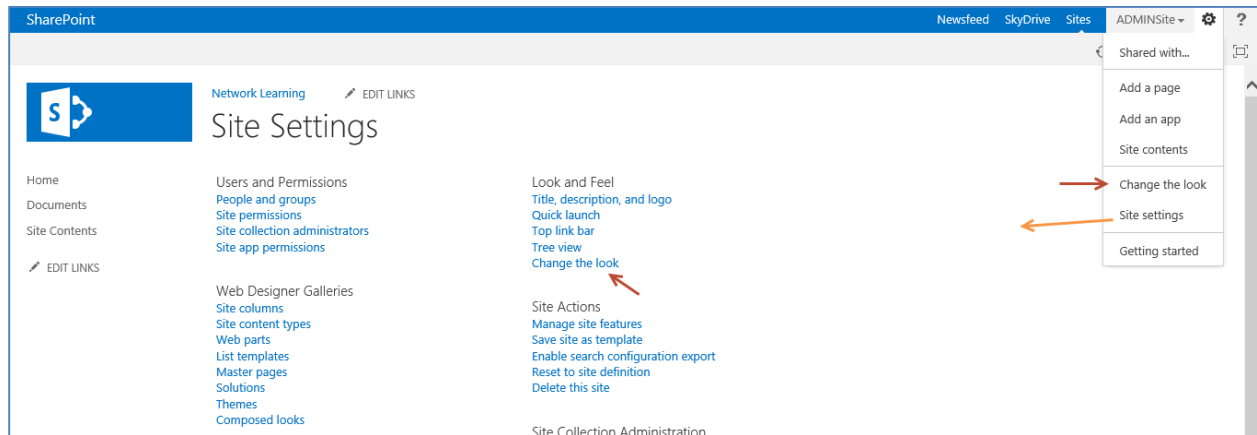 SharePoint
Newsfeed SkyDrive Sites ADMINSite ?
Shared with...
Add a page
Add an app
Site contents
Change the look
Site settings
Getting started
S
Network Learning EDIT LINKS
Site Settings
Home
Documents
Site Contents
EDIT LINKS
Users and Permissions
People and groups
Site permissions
Site collection administrators
Site app permissions
Web Designer Galleries
Site columns
Site content types
Web parts
List templates
Master pages
Solutions
Themes
Composed looks
Look and Feel
Title, description, and logo
Quick launch
Top link bar
Tree view
Change the look
Site Actions
Manage site features
Save site as template
Enable search configuration export
Reset to site definition
Delete this site
Site Collection Administration